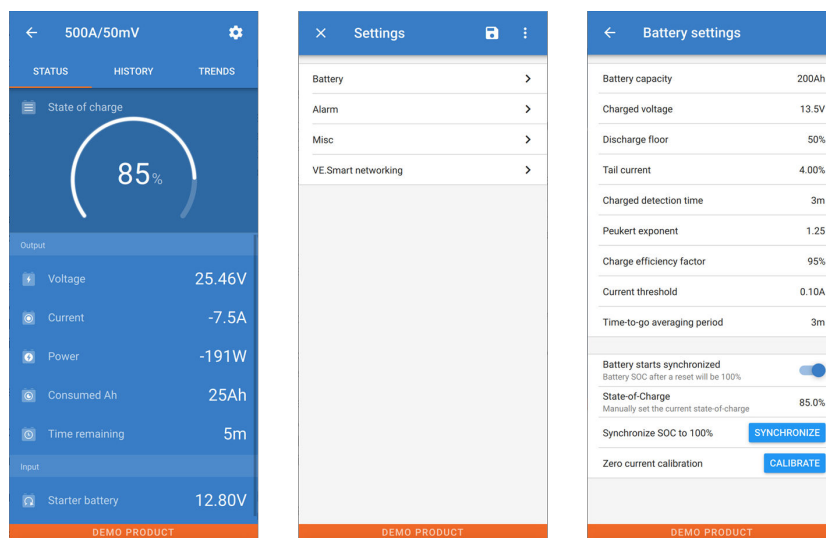 500A/50mV
STATUS HISTORY TRENDS
State of charge
85%
Output
Voltage 25.46V
Current -7.5A
Power -191W
Consumed Ah 25Ah
Time remaining 5m
Input
Starter battery 12.80V
DEMO PRODUCT
Settings
Battery
Alarm
Misc
VE.Smart networking
DEMO PRODUCT
Battery settings
Battery capacity 200Ah
Charged voltage 13.5V
Discharge floor 50%
Tail current 4.00%
Charged detection time 3m
Peukert exponent 1.25
Charge efficiency factor 95%
Current threshold 0.10A
Time-to-go averaging period 3m
Battery starts synchronized
Battery SOC after a reset will be 100%
State-of-Charge 85.0%
Manually set the current state-of-charge
Synchronize SOC to 100% SYNCHRONIZE
Zero current calibration CALIBRATE
DEMO PRODUCT